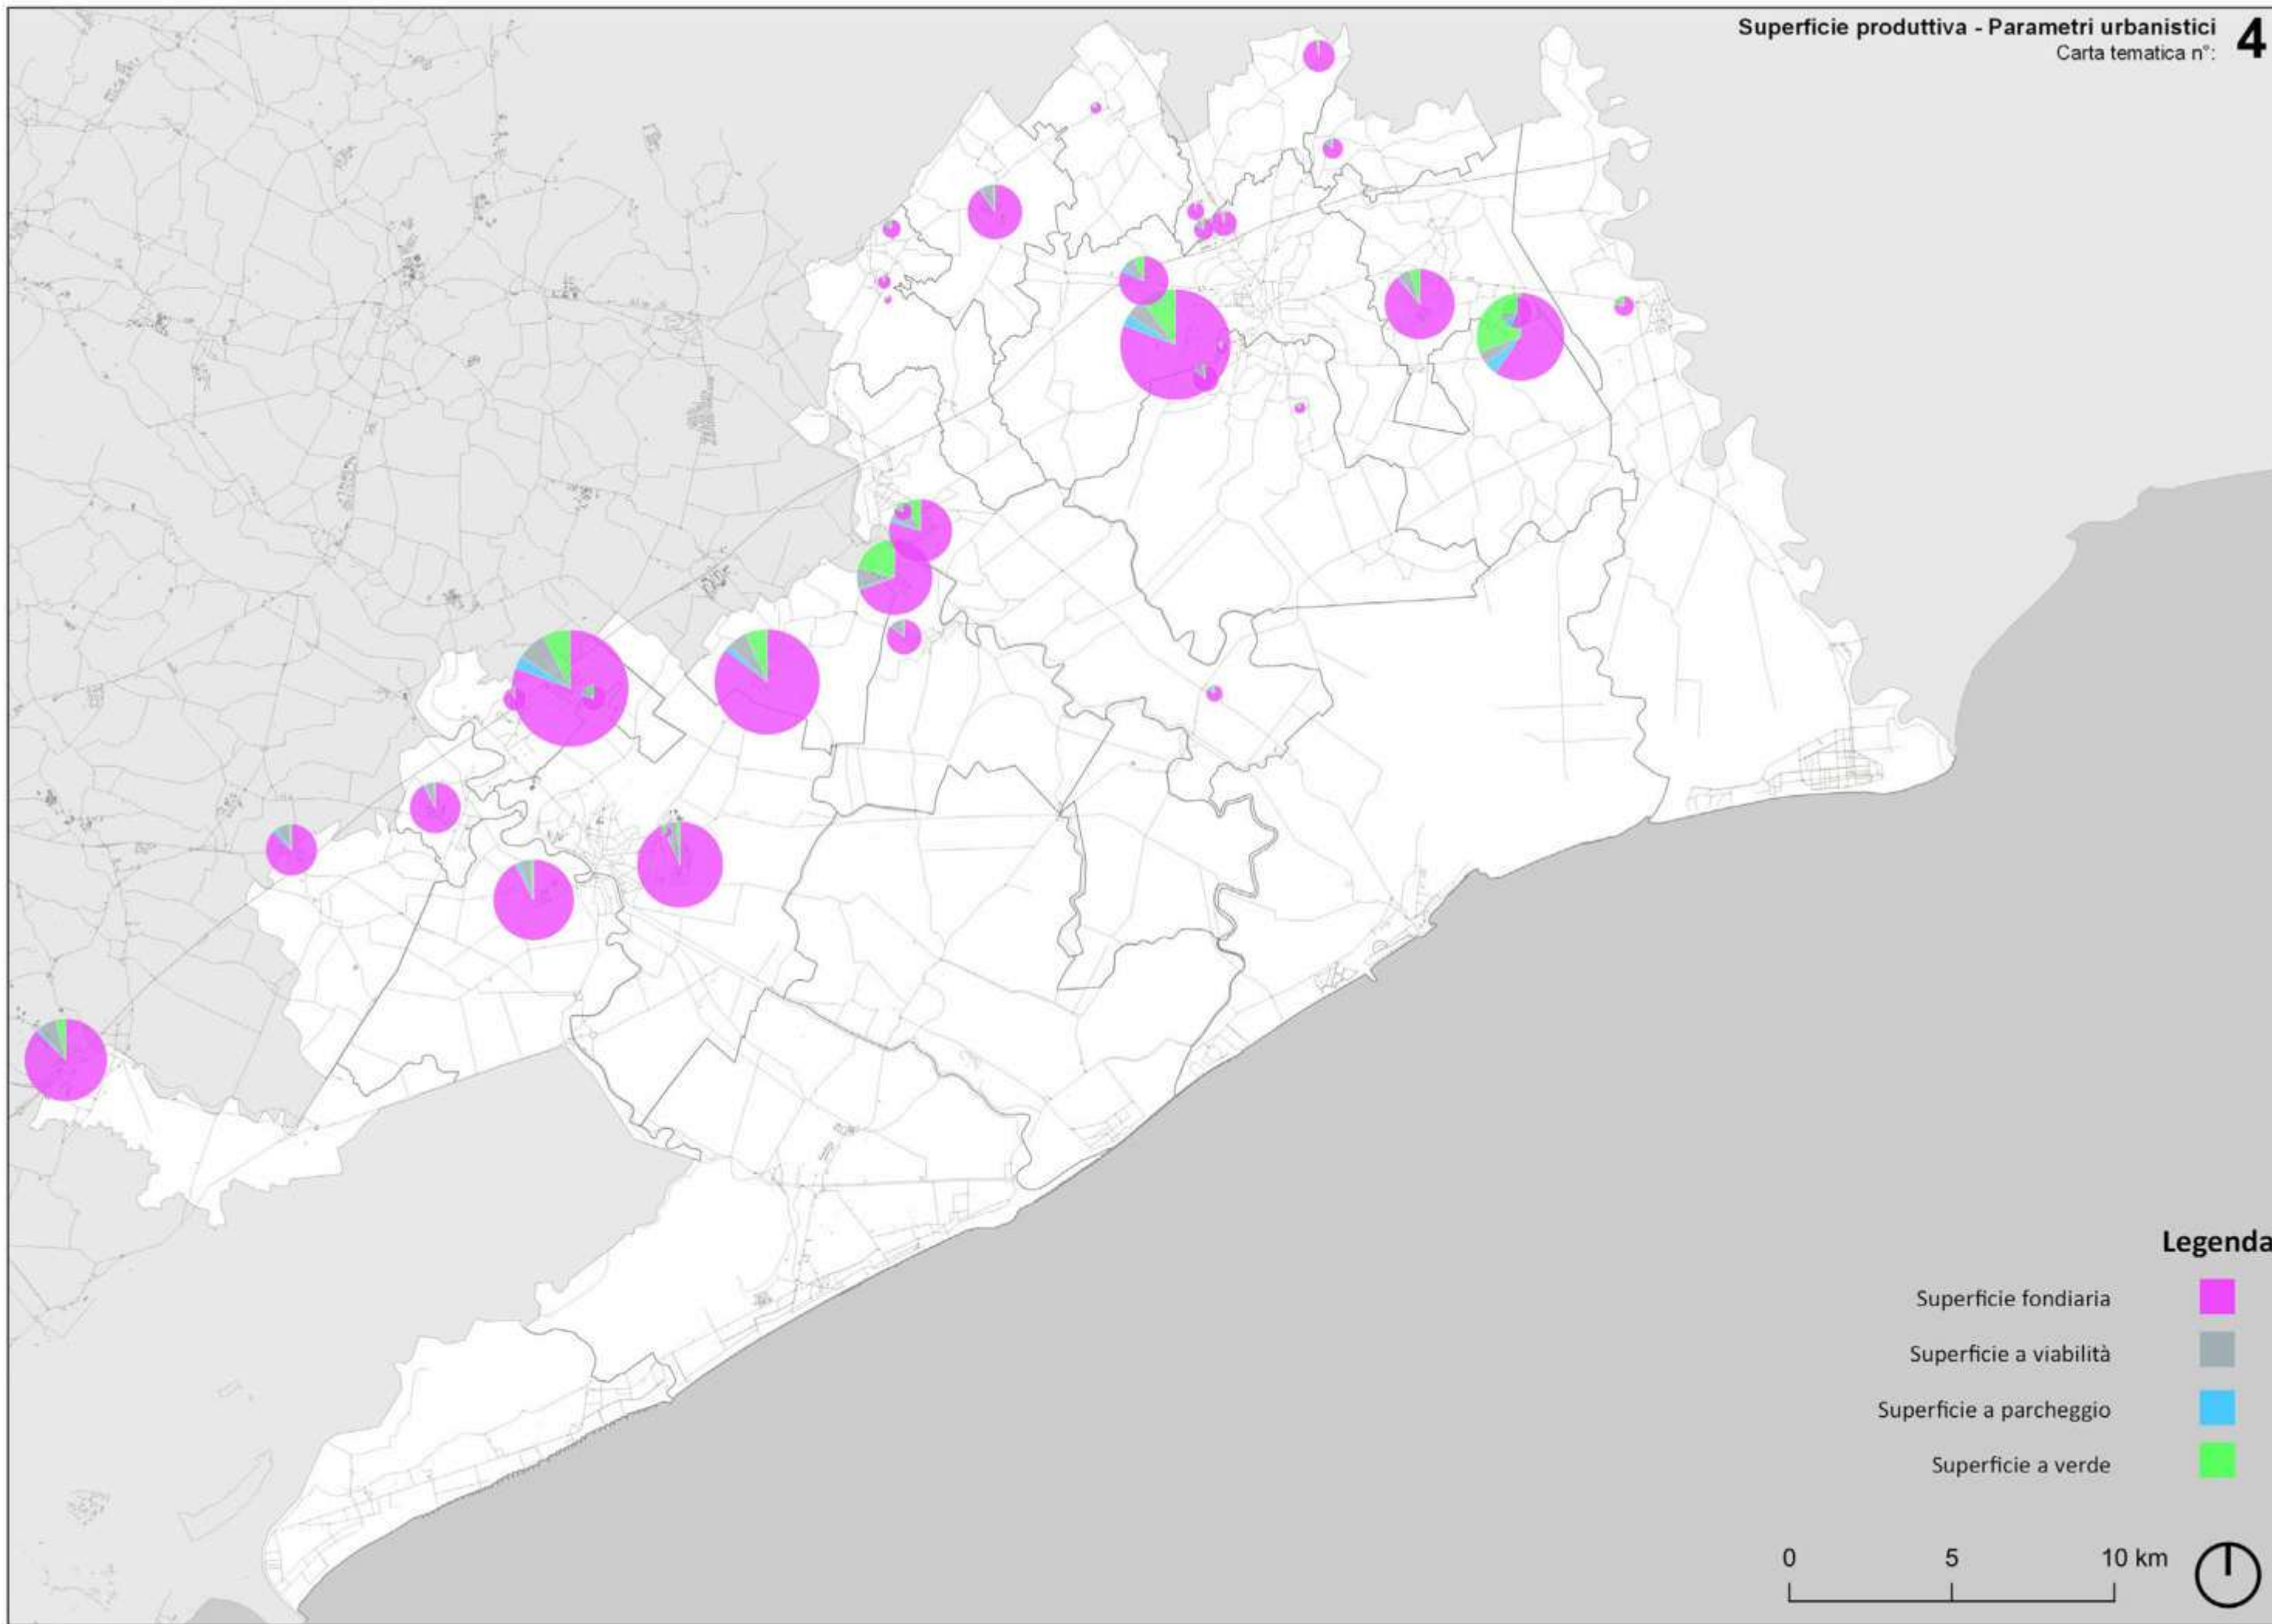 Superficie produttiva - Parametri urbanistici
Carta tematica n°:
4
Legenda
Superficie fondiaria
Superficie a viabilità
Superficie a parcheggio
Superficie a verde
0 5 10 km